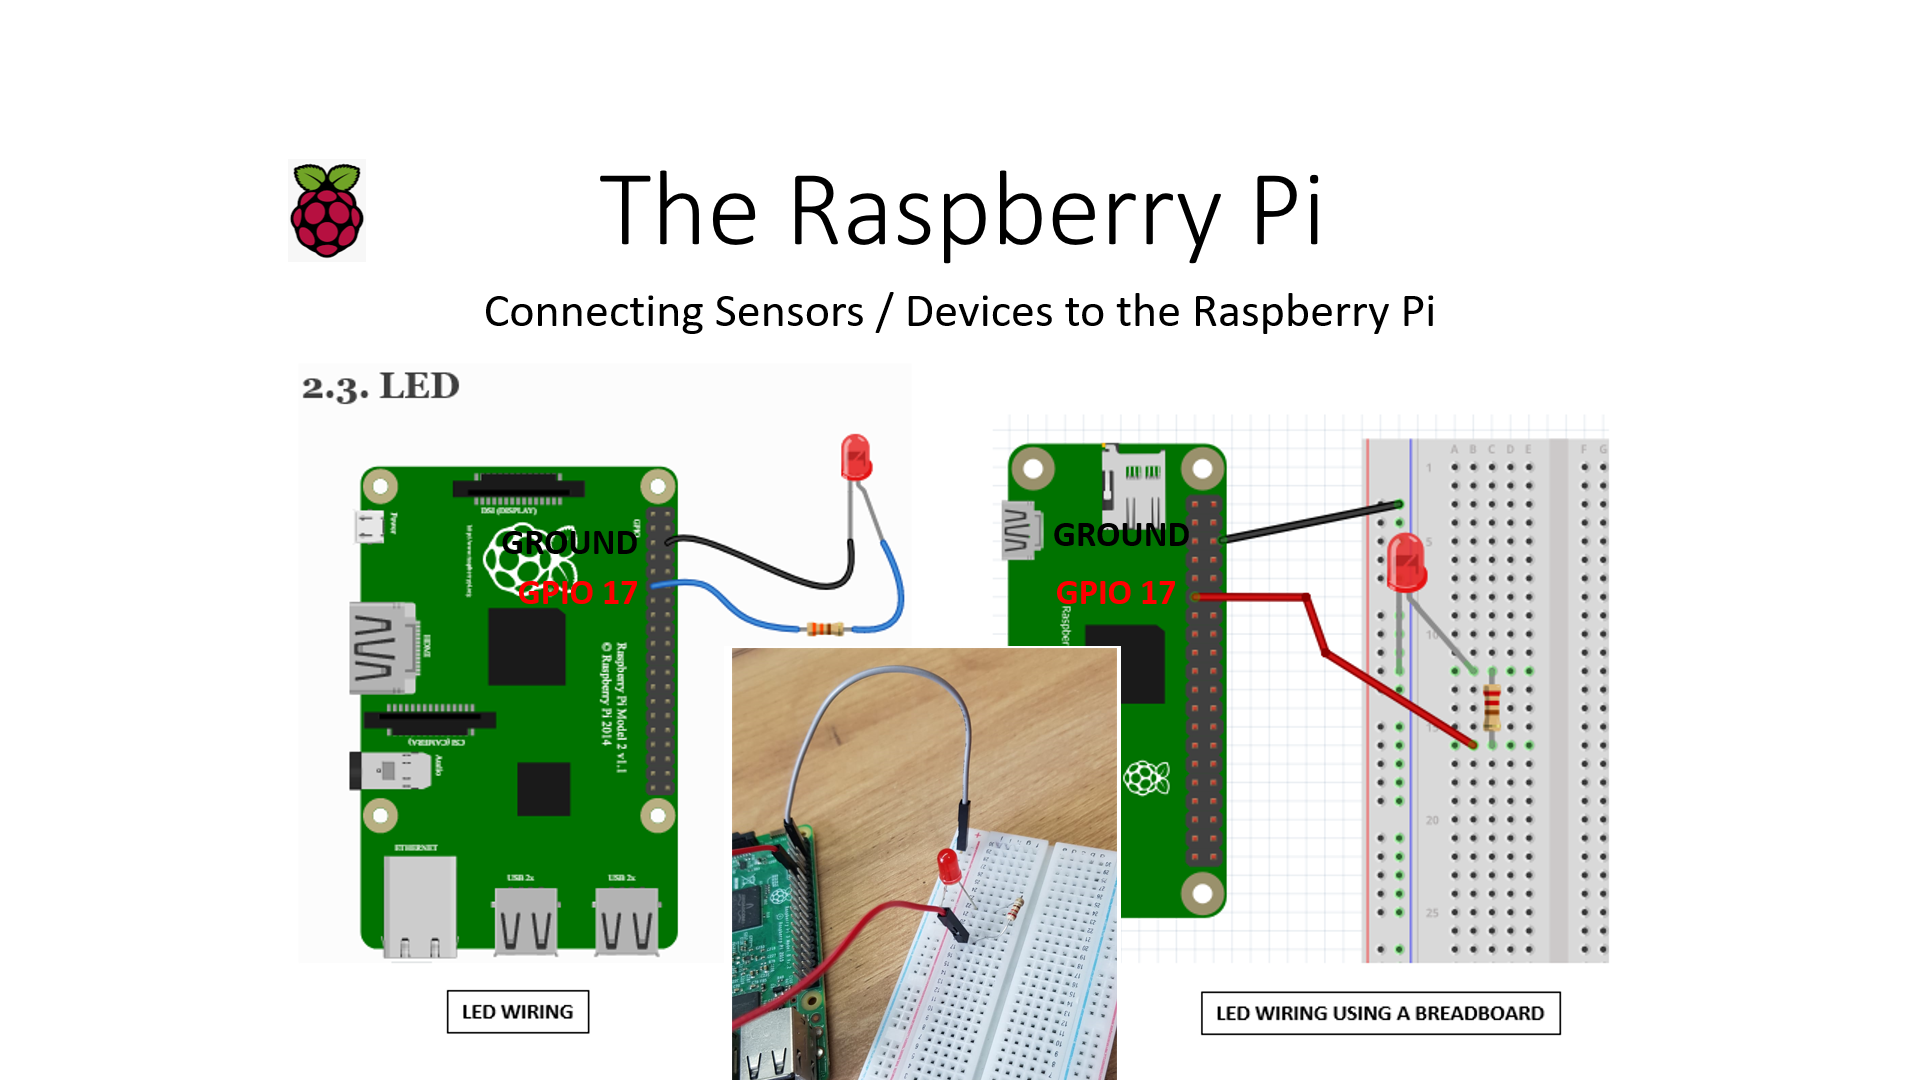 The Raspberry Pi
Connecting Sensors / Devices to the Raspberry Pi
2.3. LED
DSI (DISPLAY)
Power
GPIO
GROUND
GPIO 17
HDMI
Raspberry Pi Model 2 v1.1
© Raspberry Pi 2014
CSI (CAMERA)
Audio
ETHERNET
USB 2x
USB 2x
LED WIRING
GROUND
GPIO 17
Raspber
A B C D E F G
1
5
10
15
20
25
LED WIRING USING A BREADBOARD